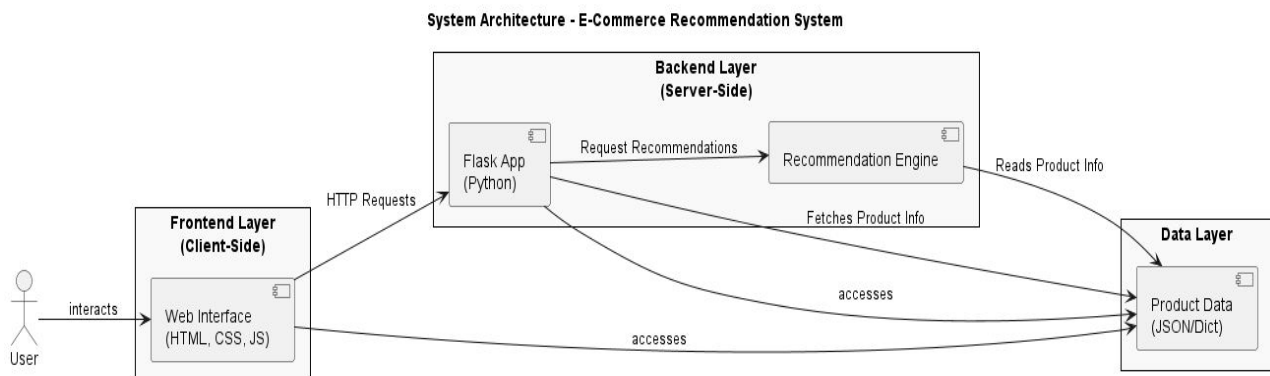 System Architecture - E-Commerce Recommendation System
Backend Layer
(Server-Side)
Flask App
(Python)
Request Recommendations
Recommendation Engine
Reads Product Info
HTTP Requests
Fetches Product Info
Frontend Layer
(Client-Side)
Data Layer
interacts
Web Interface
(HTML, CSS, JS)
accesses
Product Data
(JSON/Dict)
accesses
User